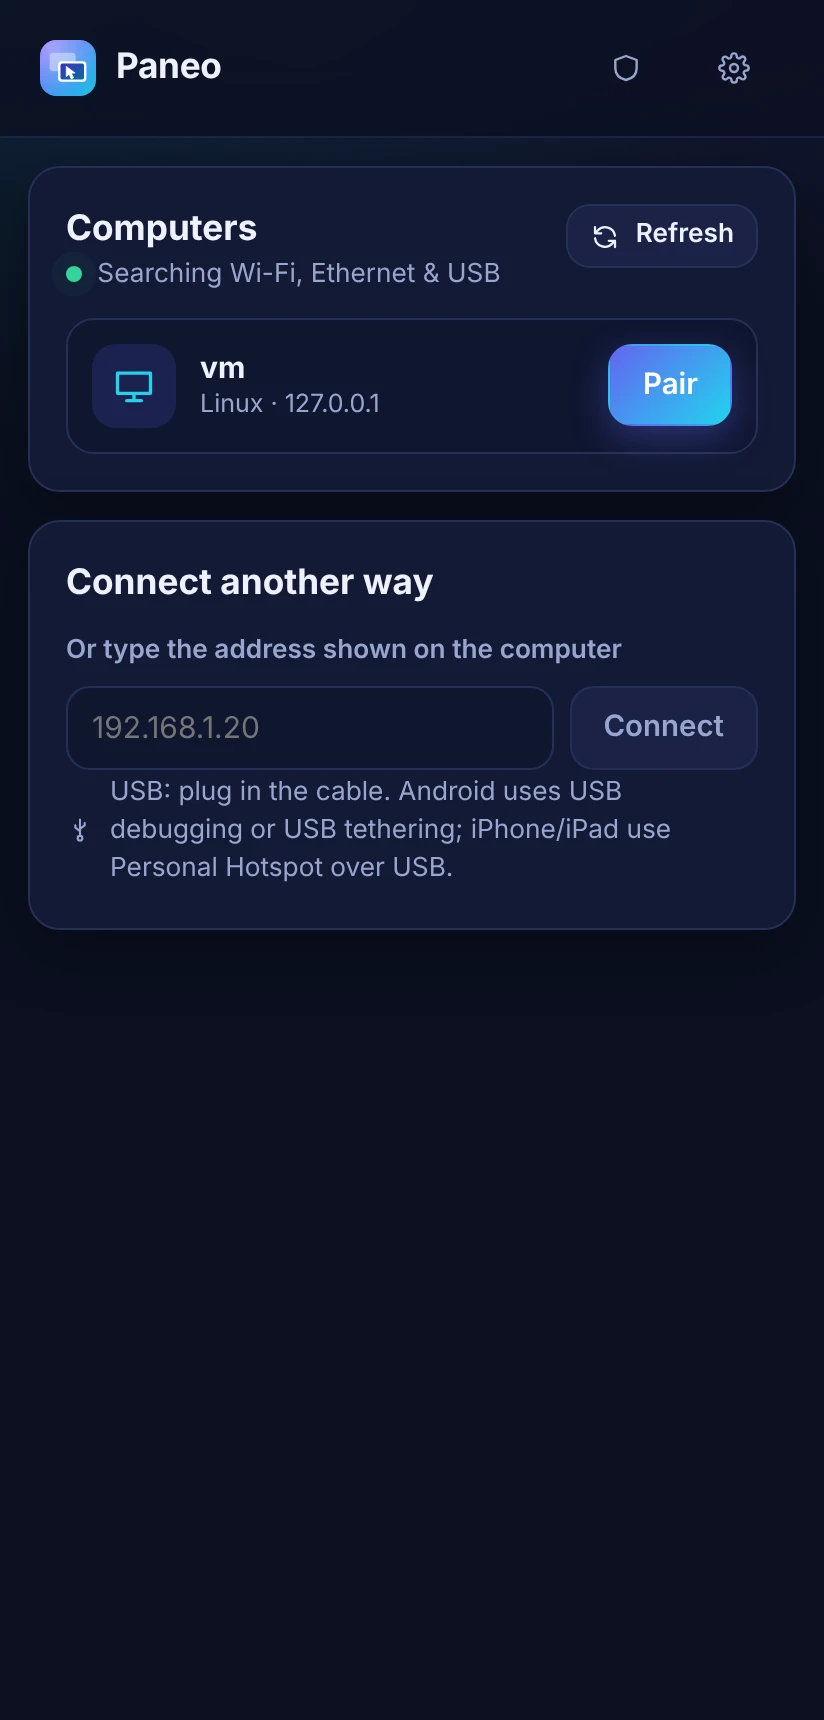 Paneo
Computers
Refresh
Searching Wi-Fi, Ethernet & USB
vm
Linux · 127.0.0.1
Pair
Connect another way
Or type the address shown on the computer
192.168.1.20
Connect
USB: plug in the cable. Android uses USB
debugging or USB tethering; iPhone/iPad use
Personal Hotspot over USB.